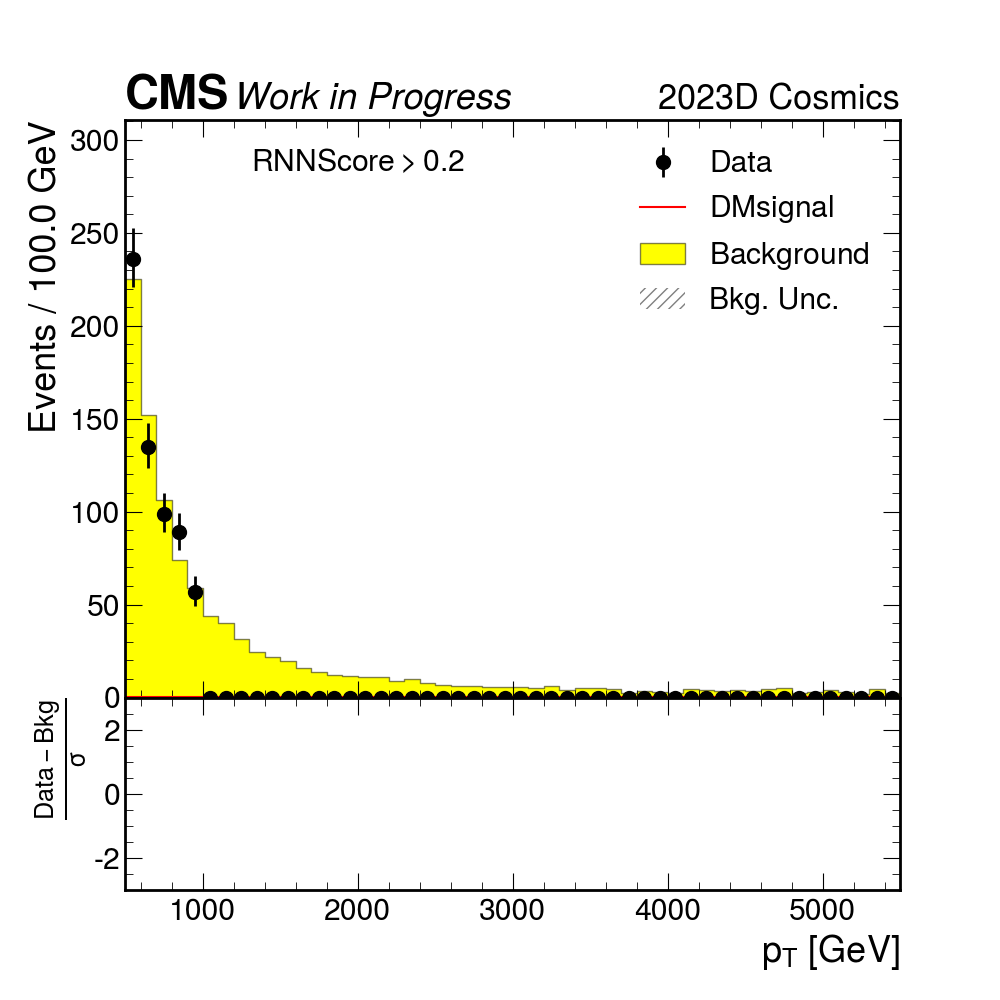 CMS Work in Progress 2023D Cosmics
RNNScore > 0.2
Data
DMsignal
Background
Bkg. Unc.
Events / 100.0 GeV
300
250
200
150
100
50
0
Data – Bkg
σ
2
0
-2
1000 2000 3000 4000 5000
pT [GeV]